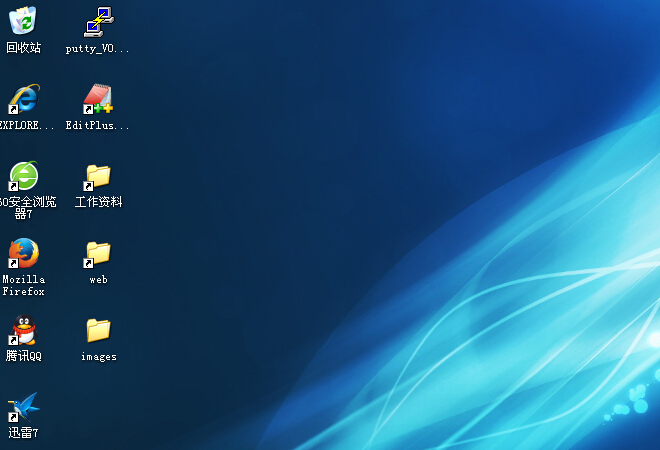 回收站
putty_VO...
EXPLORE...
EditPlus...
60安全浏览
器7
工作资料
Mozilla
Firefox
web
腾讯QQ
images
迅雷7